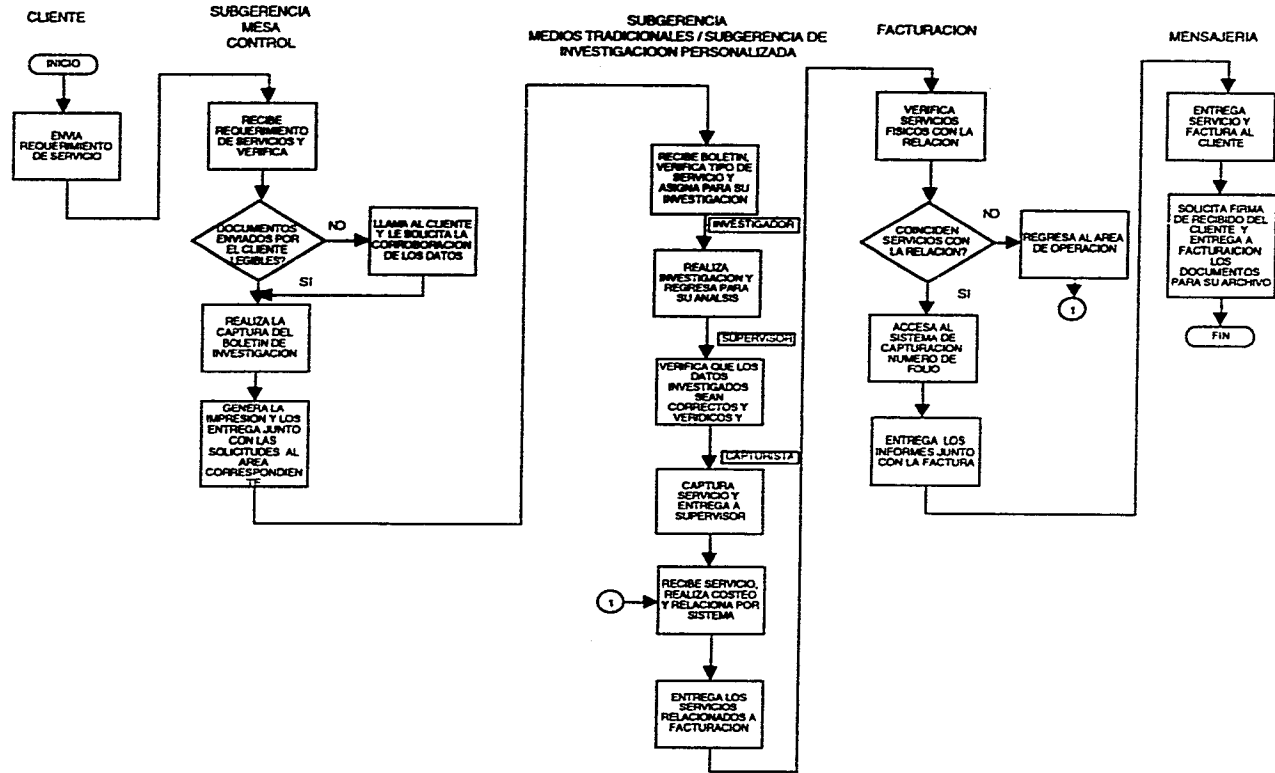 CLIENTE
INICIO
ENVIA
REQUERIMIENTO
DE SERVICIO
SUBGERENCIA
MESA
CONTROL
RECIBE
REQUERIMIENTO
DE SERVICIOS Y
VERIFICA
DOCUMENTOS
ENVIADOS POR
EL CLIENTE
LEGIBLES?
NO
LLAMA AL CLIENTE
Y LE SOLICITA LA
CORROBORACION
DE LOS DATOS
SI
REALIZA LA
CAPTURA DEL
BOLETIN DE
INVESTIGACION
GENERA LA
IMPRESIÓN Y LOS
ENTREGA JUNTO
CON LAS
SOLICITUDES AL
AREA
CORRESPONDIEN
TE
SUBGERENCIA
MEDIOS TRADICIONALES / SUBGERENCIA DE
INVESTIGACIOON PERSONALIZADA
RECIBE BOLETIN,
VERIFICA TIPO DE
SERVICIO Y
ASIGNA PARA SU
INVESTIGACION
INVESTIGADOR
REALIZA
INVESTIGACION Y
REGRESA PARA
SU ANALSIS
SUPERVISOR
VERIFICA QUE LOS
DATOS
INVESTIGADOS
SEAN
CORRECTOS Y
VERIDICOS Y
CAPTURISTA
CAPTURA
SERVICIO Y
ENTREGA A
SUPERVISOR
1
RECIBE SERVICIO,
REALIZA COSTEO
Y RELACIONA POR
SISTEMA
ENTREGA LOS
SERVICIOS
RELACIONADOS A
FACTURACION
FACTURACION
VERIFICA
SERVICIOS
FISICOS CON LA
RELACION
COINCIDEN
SERVICIOS CON
LA RELACION?
NO
REGRESA AL AREA
DE OPERACION
1
SI
ACCESA AL
SISTEMA DE
CAPTURACION
NUMERO DE
FOLIO
ENTREGA LOS
INFORMES JUNTO
CON LA FACTURA
MENSAJERIA
ENTREGA
SERVICIO Y
FACTURA AL
CLIENTE
SOLICITA FIRMA
DE RECIBIDO DEL
CLIENTE Y
ENTREGA A
FACTURAICION
LOS
DOCUMENTOS
PARA SU ARCHIVO
FIN